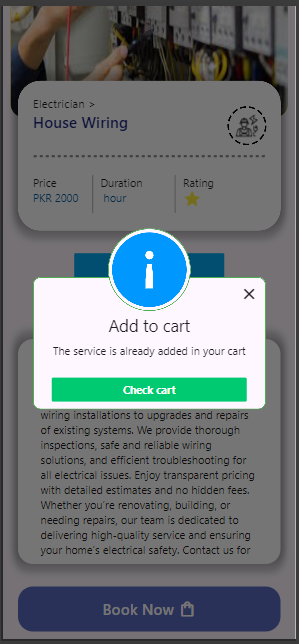 Electrician >
House Wiring
Price
Duration
Rating
PKR 2000
hour
Add to cart
The service is already added in your cart
Check cart
wiring installations to upgrades and repairs
of existing systems. We provide thorough
inspections, safe and reliable wiring
solutions, and efficient troubleshooting for
all electrical issues. Enjoy transparent pricing
with detailed estimates and no hidden fees.
Whether you're renovating, building, or
needing repairs, our team is dedicated to
delivering high-quality service and ensuring
your home's electrical safety. Contact us for
Book Now